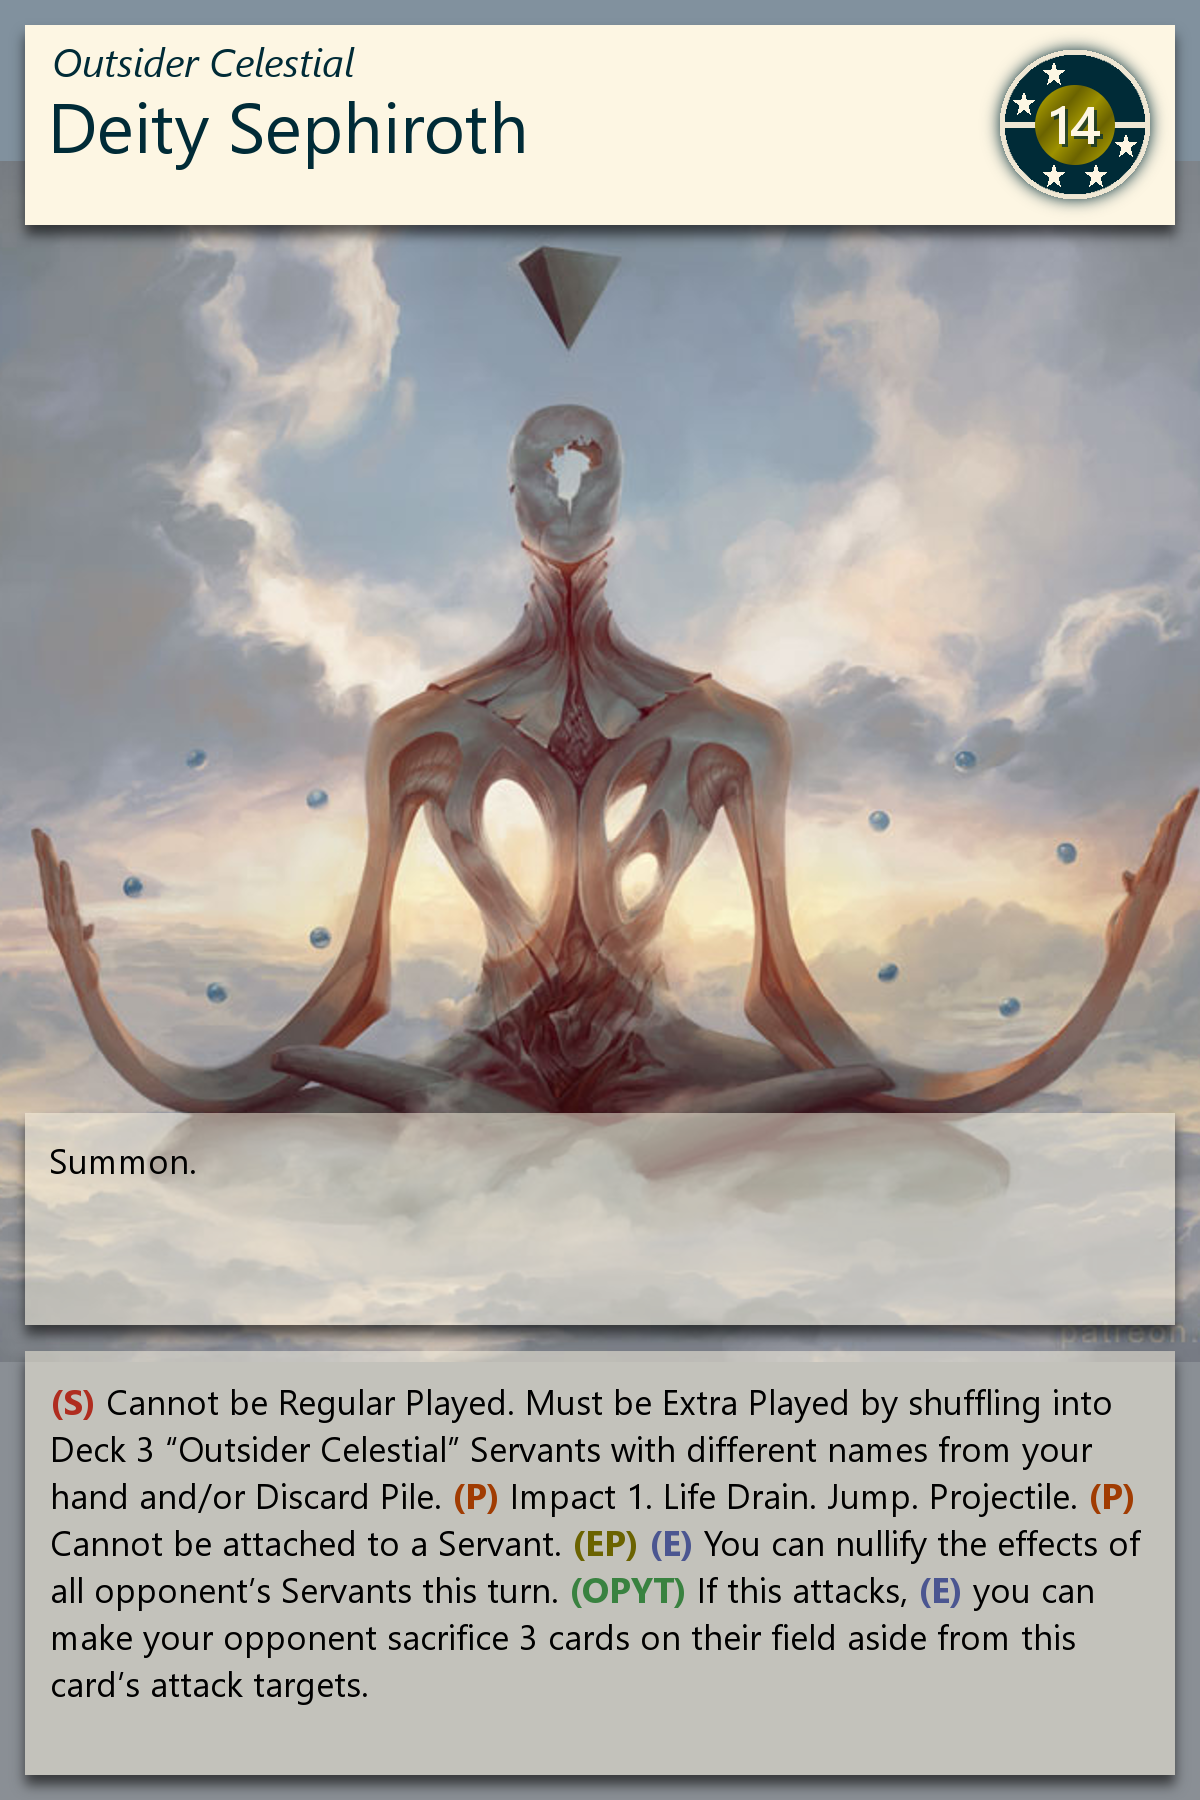 Outsider Celestial
Deity Sephiroth
14
Summon.
patreon.
(S) Cannot be Regular Played. Must be Extra Played by shuffling into
Deck 3 “Outsider Celestial” Servants with different names from your
hand and/or Discard Pile. (P) Impact 1. Life Drain. Jump. Projectile. (P)
Cannot be attached to a Servant. (EP) (E) You can nullify the effects of
all opponent’s Servants this turn. (OPYT) If this attacks, (E) you can
make your opponent sacrifice 3 cards on their field aside from this
card’s attack targets.